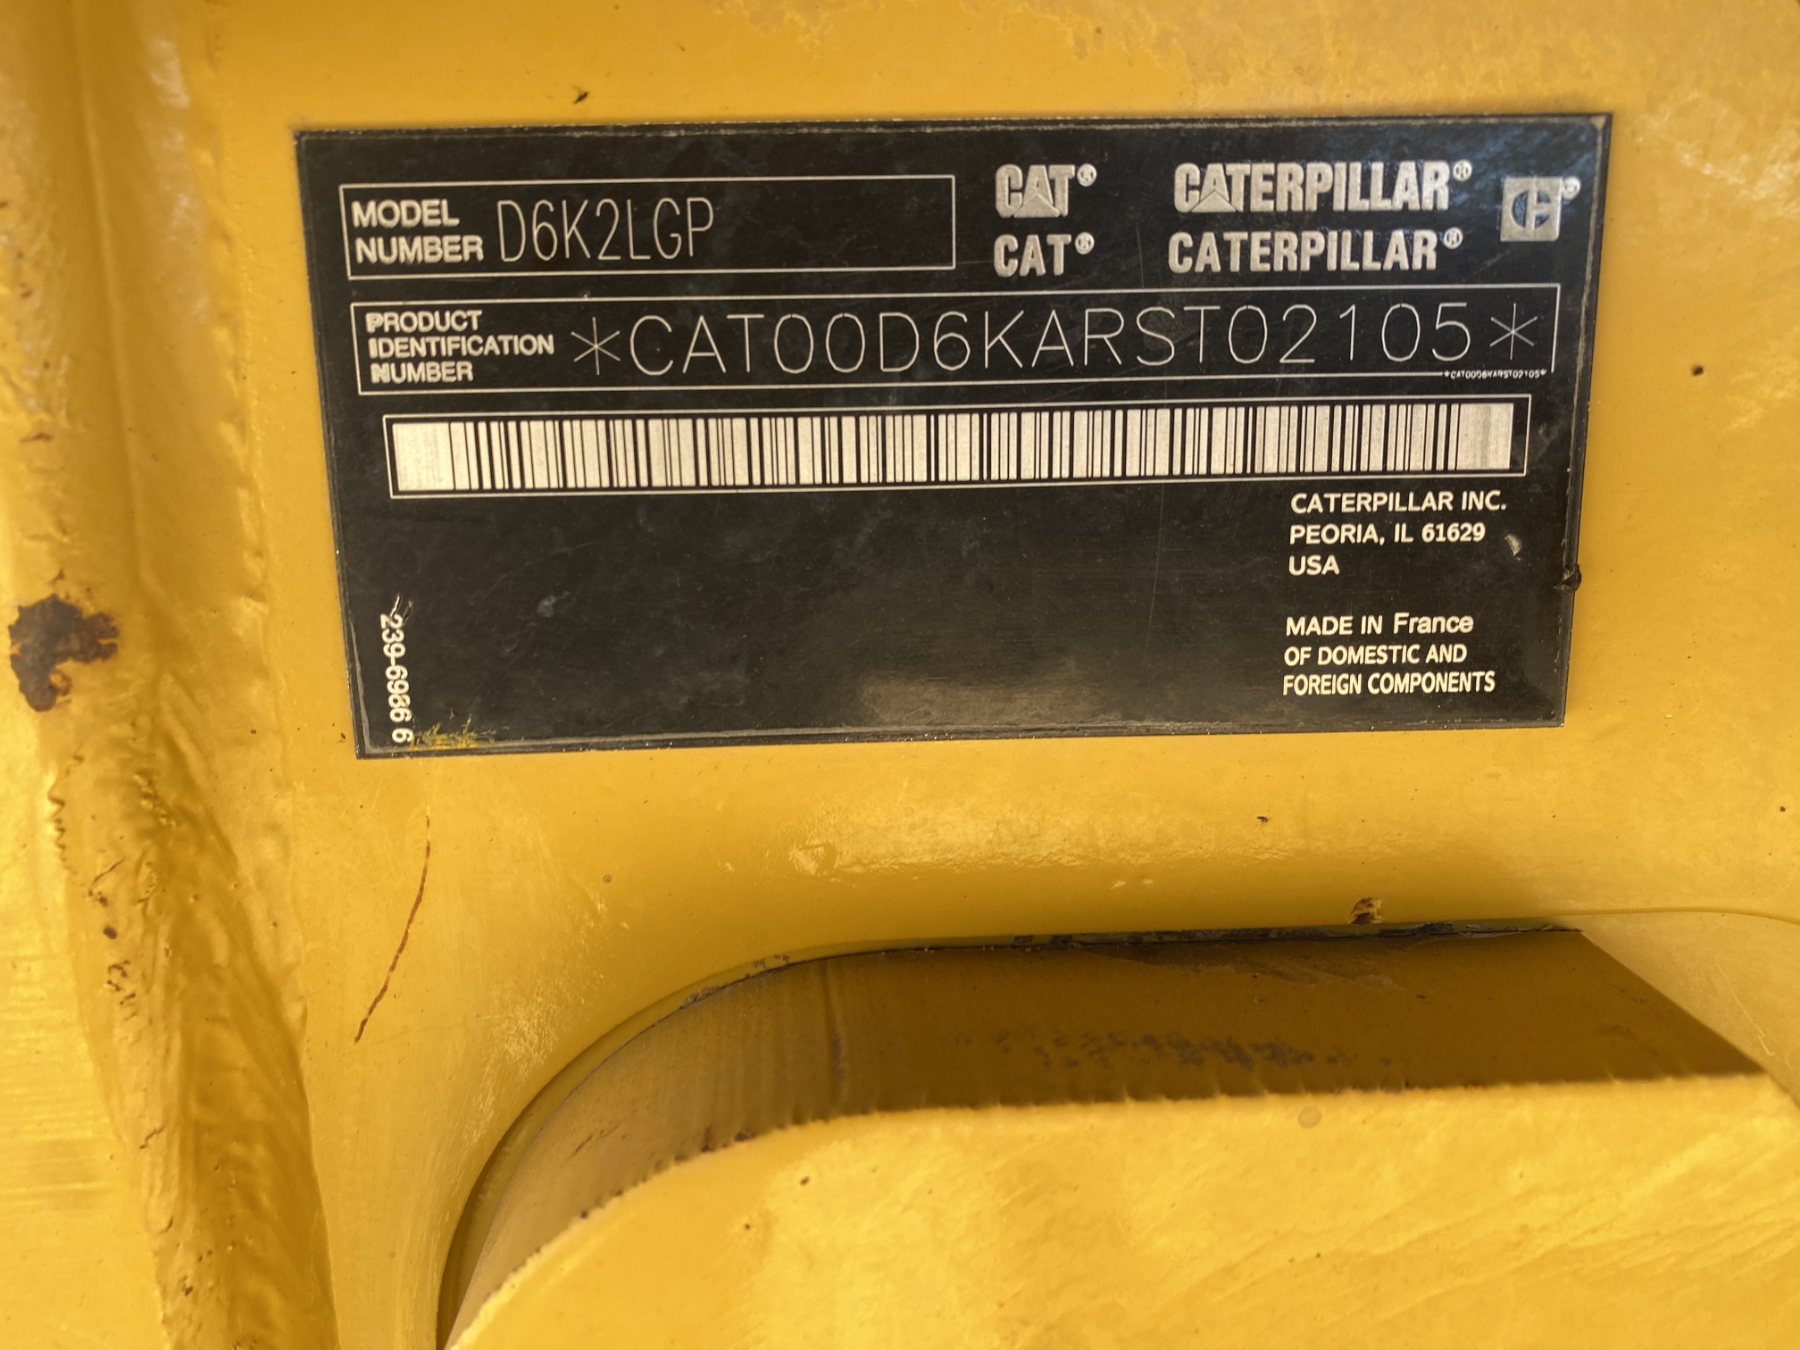 MODEL NUMBER D6K2LGP
CAT® CATERPILLAR®
CAT® CATERPILLAR®
PRODUCT IDENTIFICATION NUMBER *CAT00D6KARST02105*
*CAT00D6KARST02105*
CATERPILLAR INC.
PEORIA, IL 61629
USA
MADE IN France
OF DOMESTIC AND
FOREIGN COMPONENTS
239-6986 6